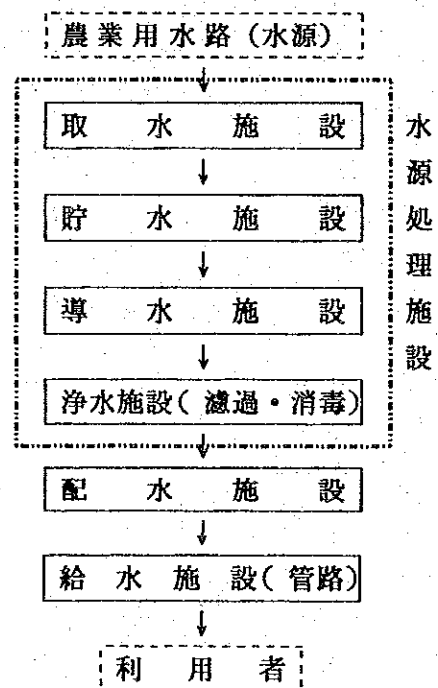 農業用水路(水源)
取水施設
貯水施設
導水施設
浄水施設(濾過・消毒)
配水施設
給水施設(管路)
利用者
水源処理施設